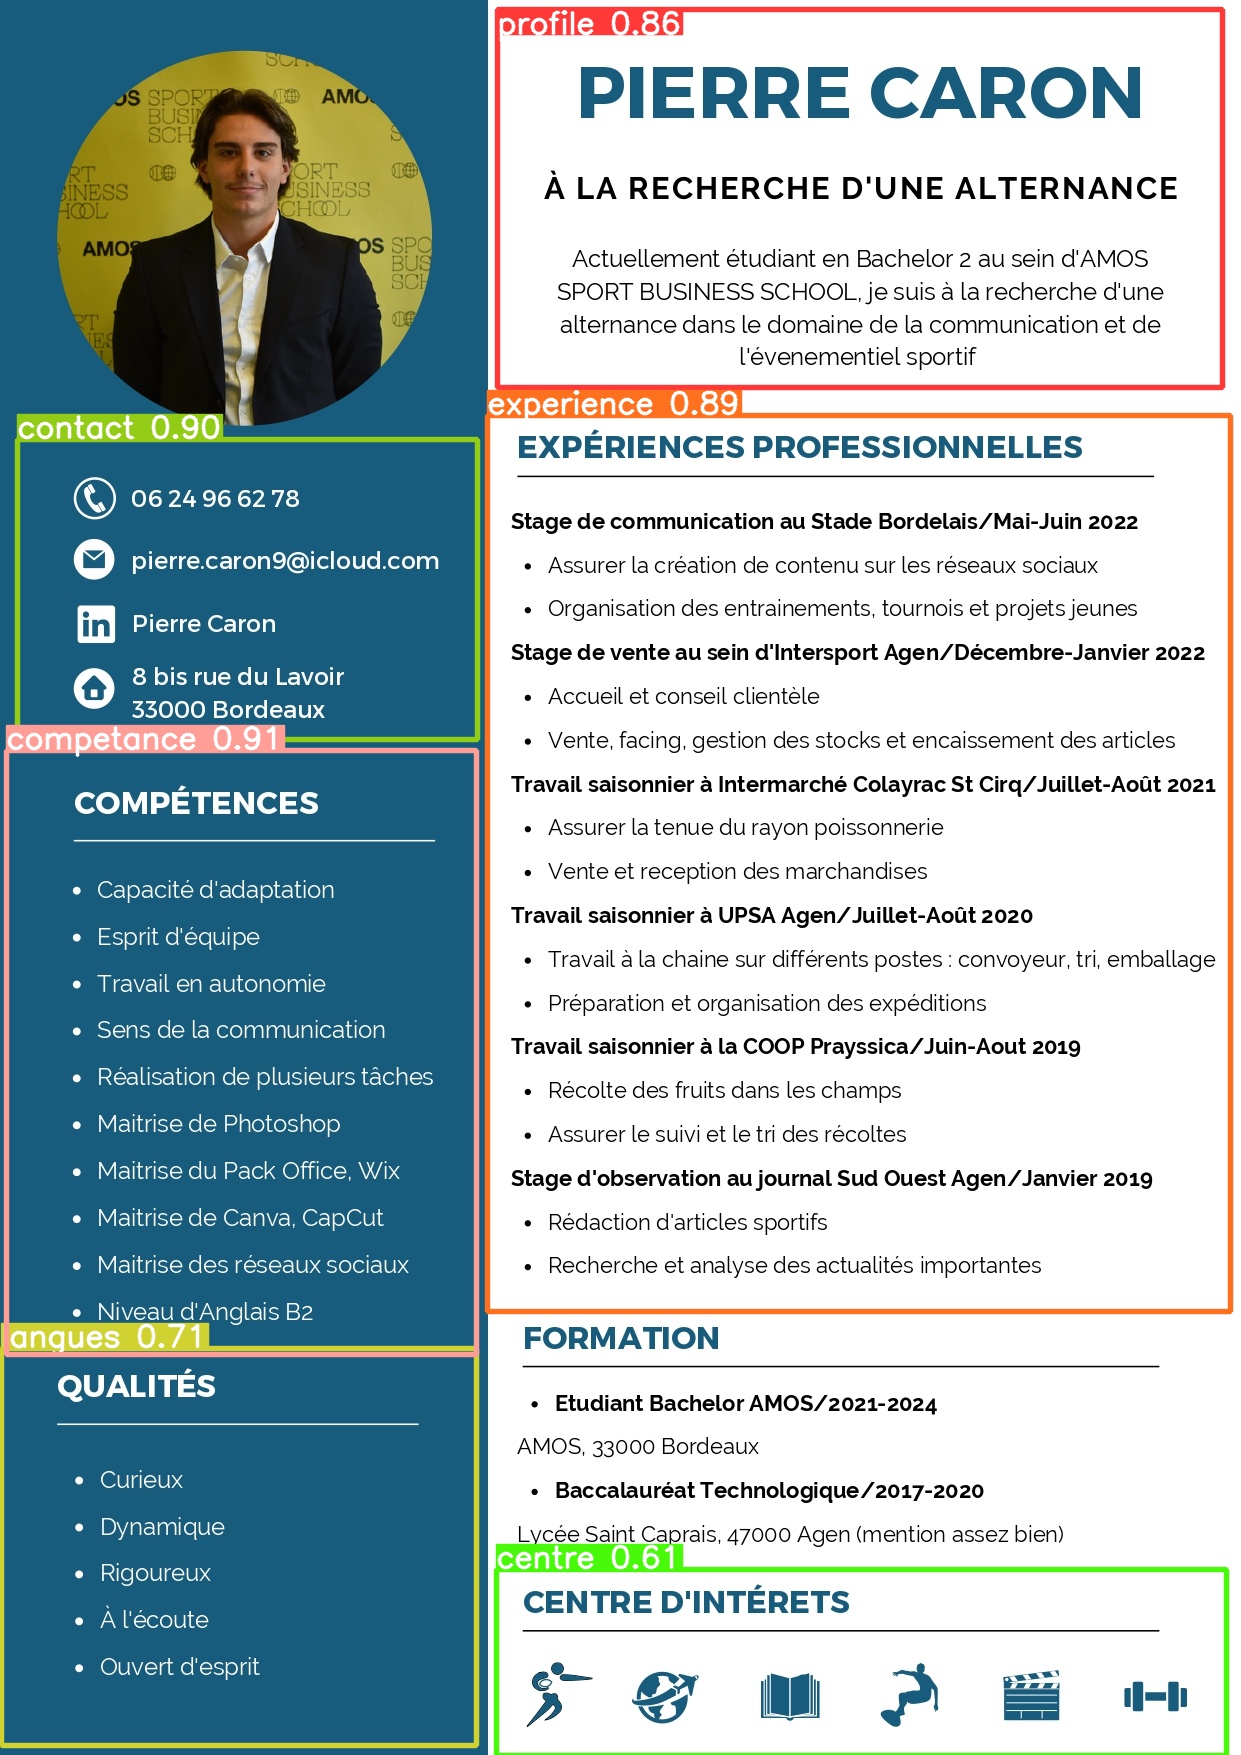 profile 0.86
PIERRE CARON
À LA RECHERCHE D'UNE ALTERNANCE
Actuellement étudiant en Bachelor 2 au sein d'AMOS
SPORT BUSINESS SCHOOL, je suis à la recherche d'une
alternance dans le domaine de la communication et de
l'évenementiel sportif
AMOS
SPORT
BUSINESS
SCHOOL
contact 0.90
06 24 96 62 78
pierre.caron9@icloud.com
in
Pierre Caron
8 bis rue du Lavoir
33000 Bordeaux
competance 0.91
COMPÉTENCES
• Capacité d'adaptation
• Esprit d'équipe
• Travail en autonomie
• Sens de la communication
• Réalisation de plusieurs tâches
• Maitrise de Photoshop
• Maitrise du Pack Office, Wix
• Maitrise de Canva, CapCut
• Maitrise des réseaux sociaux
• Niveau d'Anglais B2
angues 0.71
QUALITÉS
• Curieux
• Dynamique
• Rigoureux
• À l'écoute
• Ouvert d'esprit
experience 0.89
EXPÉRIENCES PROFESSIONNELLES
Stage de communication au Stade Bordelais/Mai-Juin 2022
• Assurer la création de contenu sur les réseaux sociaux
• Organisation des entrainements, tournois et projets jeunes
Stage de vente au sein d'Intersport Agen/Décembre-Janvier 2022
• Accueil et conseil clientèle
• Vente, facing, gestion des stocks et encaissement des articles
Travail saisonnier à Intermarché Colayrac St Cirq/Juillet-Août 2021
• Assurer la tenue du rayon poissonnerie
• Vente et reception des marchandises
Travail saisonnier à UPSA Agen/Juillet-Août 2020
• Travail à la chaine sur différents postes : convoyeur, tri, emballage
• Préparation et organisation des expéditions
Travail saisonnier à la COOP Prayssica/Juin-Aout 2019
• Récolte des fruits dans les champs
• Assurer le suivi et le tri des récoltes
Stage d'observation au journal Sud Ouest Agen/Janvier 2019
• Rédaction d'articles sportifs
• Recherche et analyse des actualités importantes
FORMATION
• Etudiant Bachelor AMOS/2021-2024
AMOS, 33000 Bordeaux
• Baccalauréat Technologique/2017-2020
Lycée Saint Caprais, 47000 Agen (mention assez bien)
centre 0.61
CENTRE D'INTÉRETS